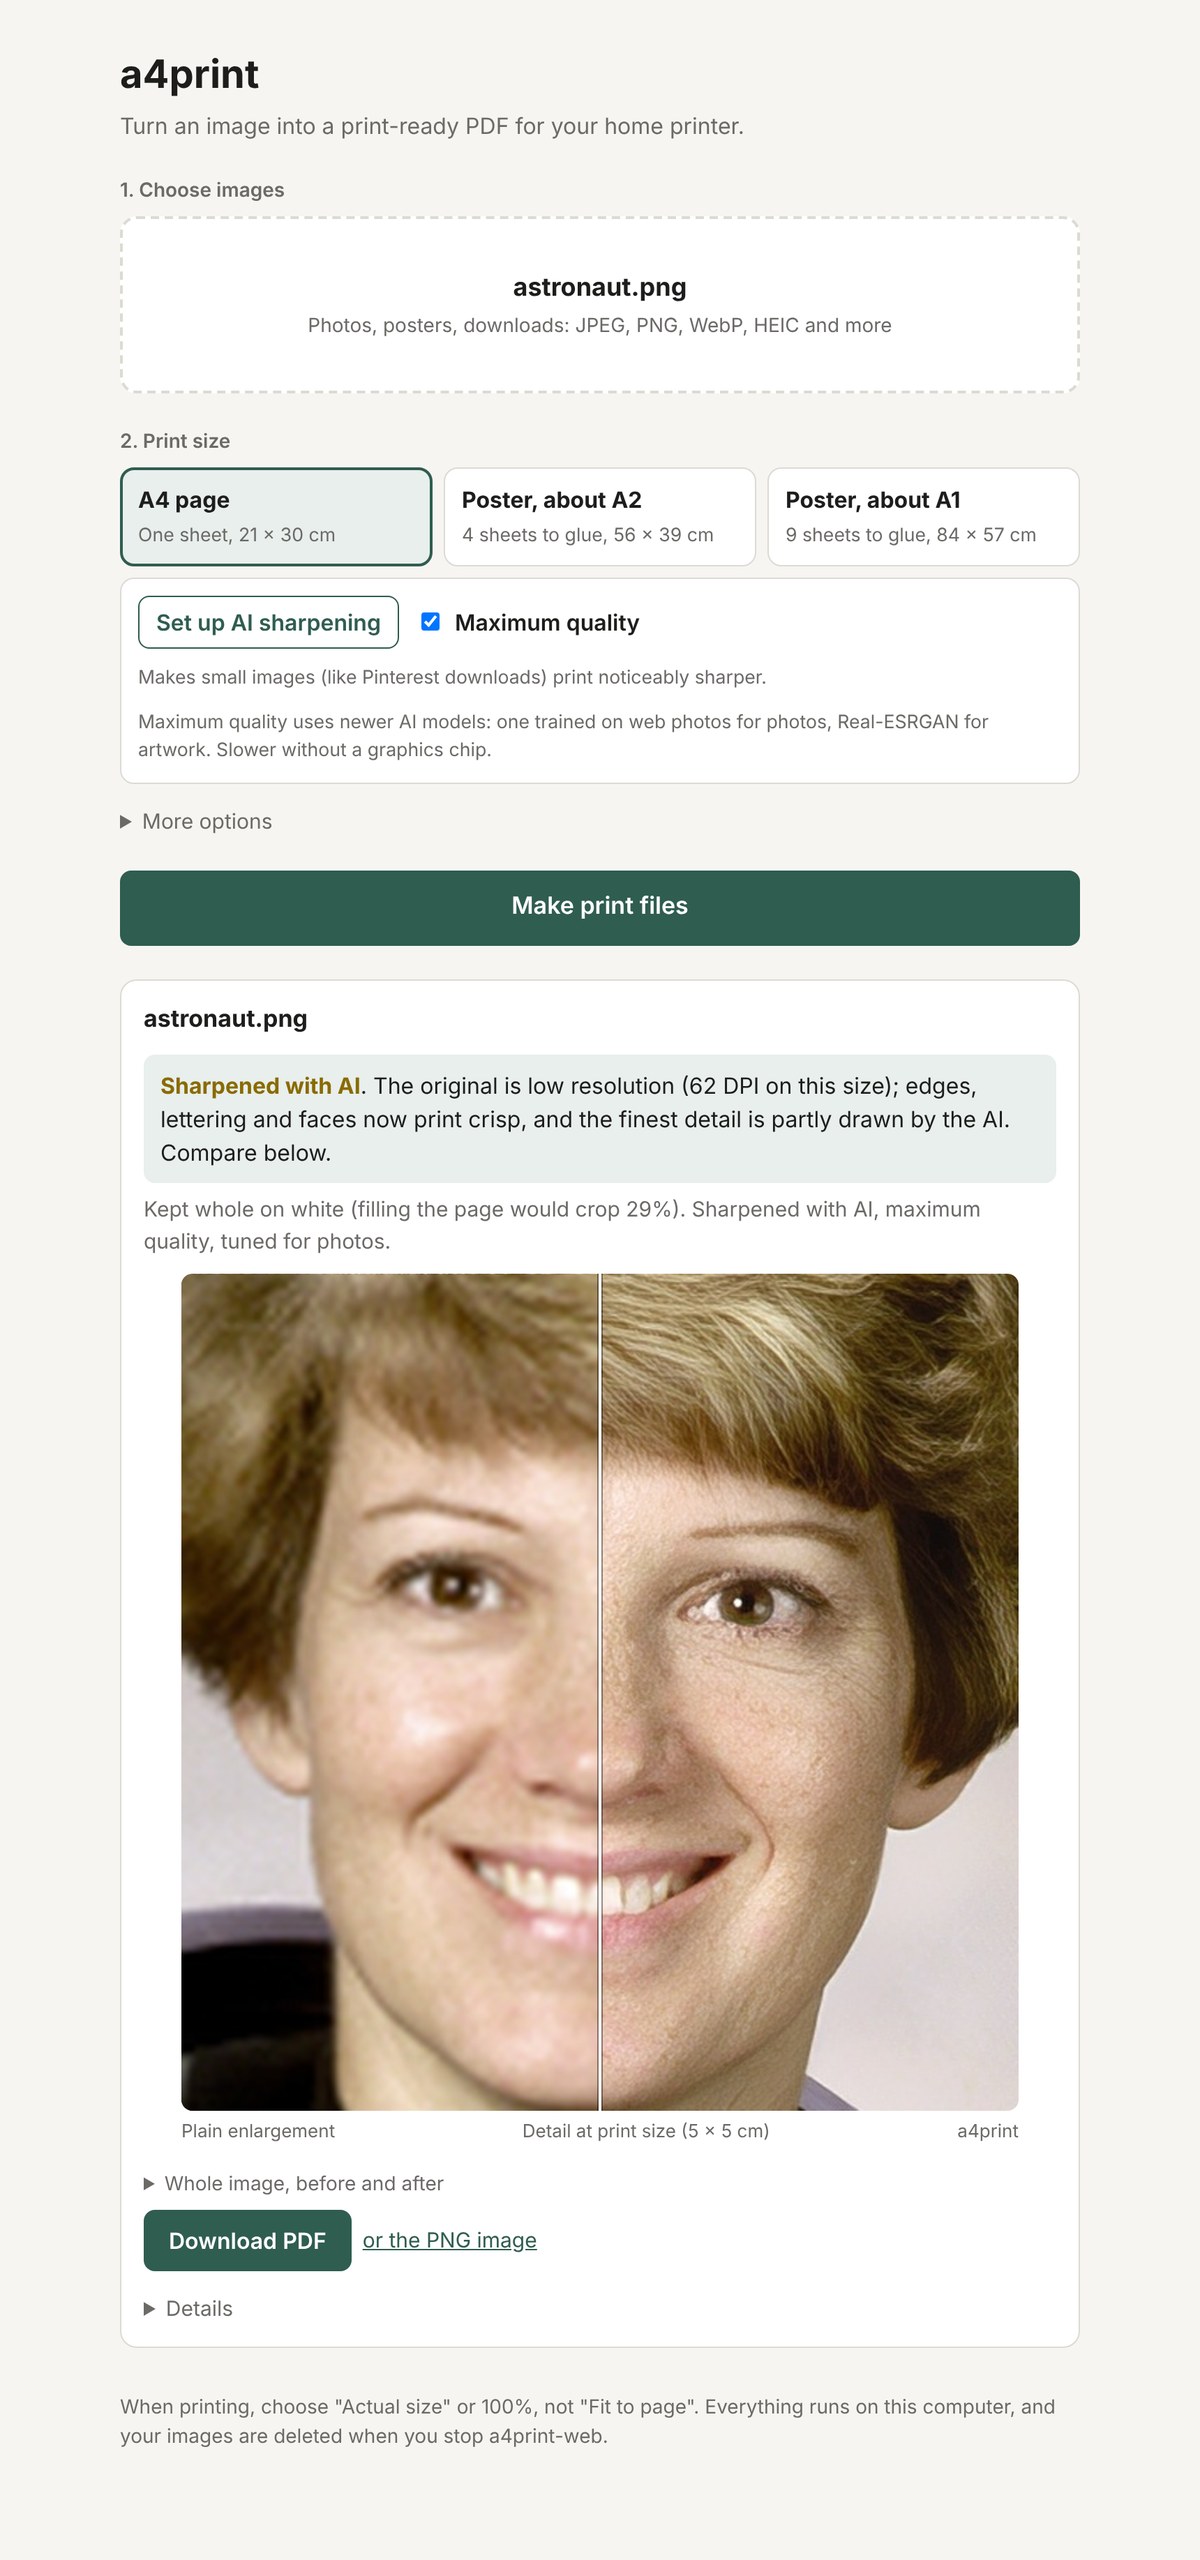 a4print
Turn an image into a print-ready PDF for your home printer.
1. Choose images
astronaut.png
Photos, posters, downloads: JPEG, PNG, WebP, HEIC and more
2. Print size
A4 page
One sheet, 21 × 30 cm
Poster, about A2
4 sheets to glue, 56 × 39 cm
Poster, about A1
9 sheets to glue, 84 × 57 cm
Set up AI sharpening
Maximum quality
Makes small images (like Pinterest downloads) print noticeably sharper.
Maximum quality uses newer AI models: one trained on web photos for photos, Real-ESRGAN for
artwork. Slower without a graphics chip.
More options
Make print files
astronaut.png
Sharpened with AI. The original is low resolution (62 DPI on this size); edges,
lettering and faces now print crisp, and the finest detail is partly drawn by the AI.
Compare below.
Kept whole on white (filling the page would crop 29%). Sharpened with AI, maximum
quality, tuned for photos.
Plain enlargement
Detail at print size (5 × 5 cm)
a4print
Whole image, before and after
Download PDF
or the PNG image
Details
When printing, choose "Actual size" or 100%, not "Fit to page". Everything runs on this computer, and
your images are deleted when you stop a4print-web.